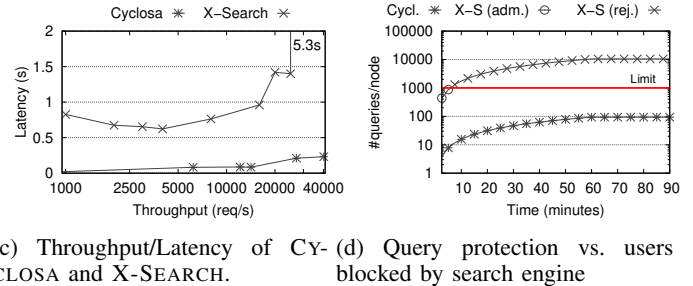 Cyclosa X-Search
5.3s
2
1.5
1
0.5
0
Latency (s)
1000 2500 5000 10000 20000 40000
Throughput (req/s)
Cycl. X-S (adm.) X-S (rej.)
100000
10000
1000
100
10
1
#queries/node
Limit
10 20 30 40 50 60 70 80 90
Time (minutes)
c) Throughput/Latency of CY-
CLOSA and X-SEARCH.
(d) Query protection vs. users
blocked by search engine